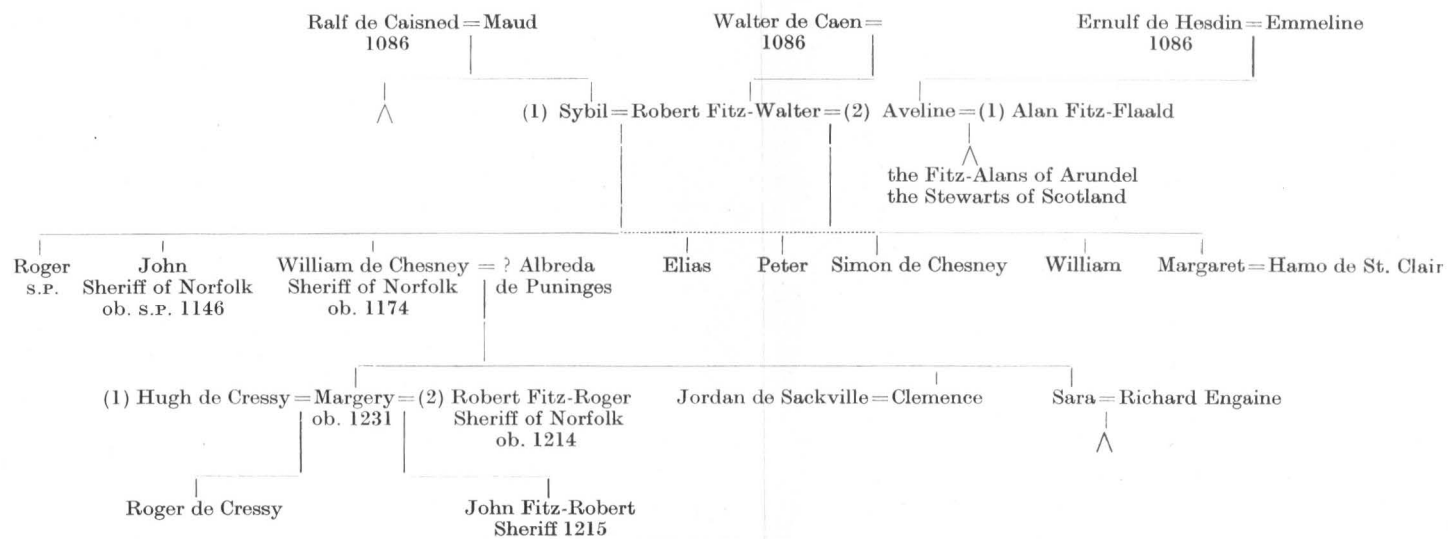 Ralf de Caisned = Maud Walter de Caen = Ernulf de Hesdin = Emmeline
1086 1086 1086
(1) Sybil = Robert Fitz-Walter = (2) Aveline = (1) Alan Fitz-Flaald
the Fitz-Alans of Arundel
the Stewarts of Scotland
Roger John William de Chesney = ? Albreda Elias Peter Simon de Chesney William Margaret = Hamo de St. Clair
S.P. Sheriff of Norfolk Sheriff of Norfolk de Puninges
ob. S.P. 1146 ob. 1174
(1) Hugh de Cressy = Margery = (2) Robert Fitz-Roger Jordan de Sackville = Clemence Sara = Richard Engaine
ob. 1231 Sheriff of Norfolk
ob. 1214
Roger de Cressy John Fitz-Robert
Sheriff 1215